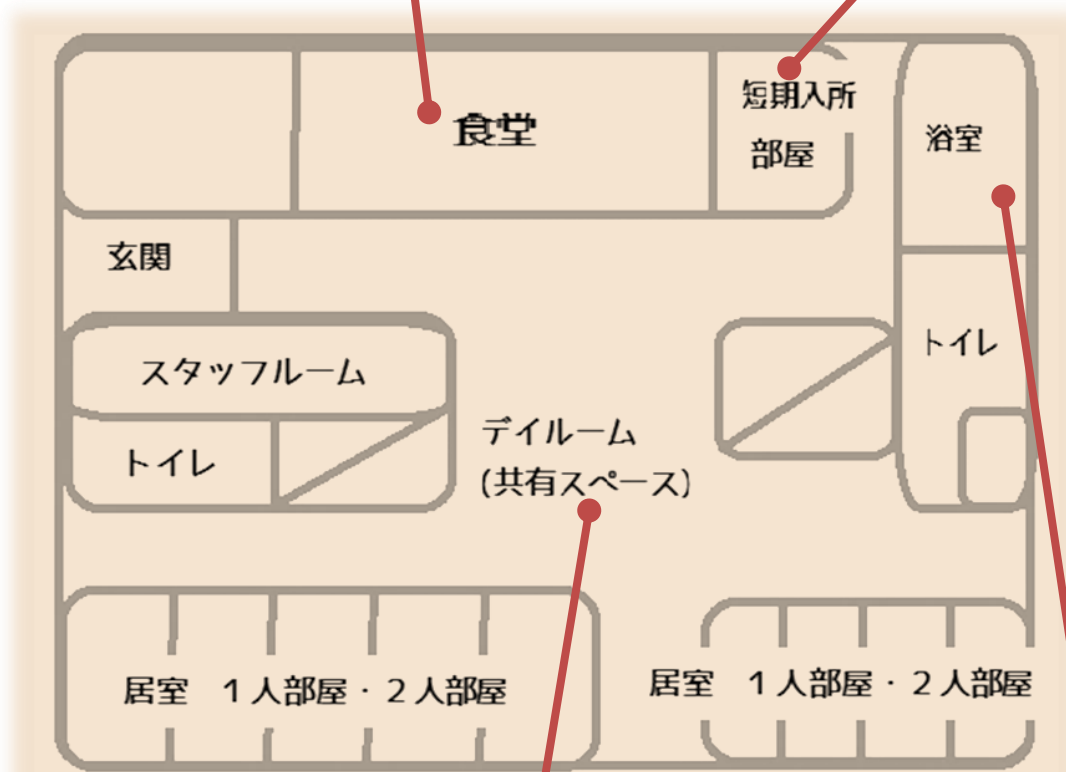 食堂
短期入所
部屋
浴室
玄関
トイレ
スタッフルーム
デイルーム
(共有スペース)
トイレ
居室　1人部屋・2人部屋
居室　1人部屋・2人部屋